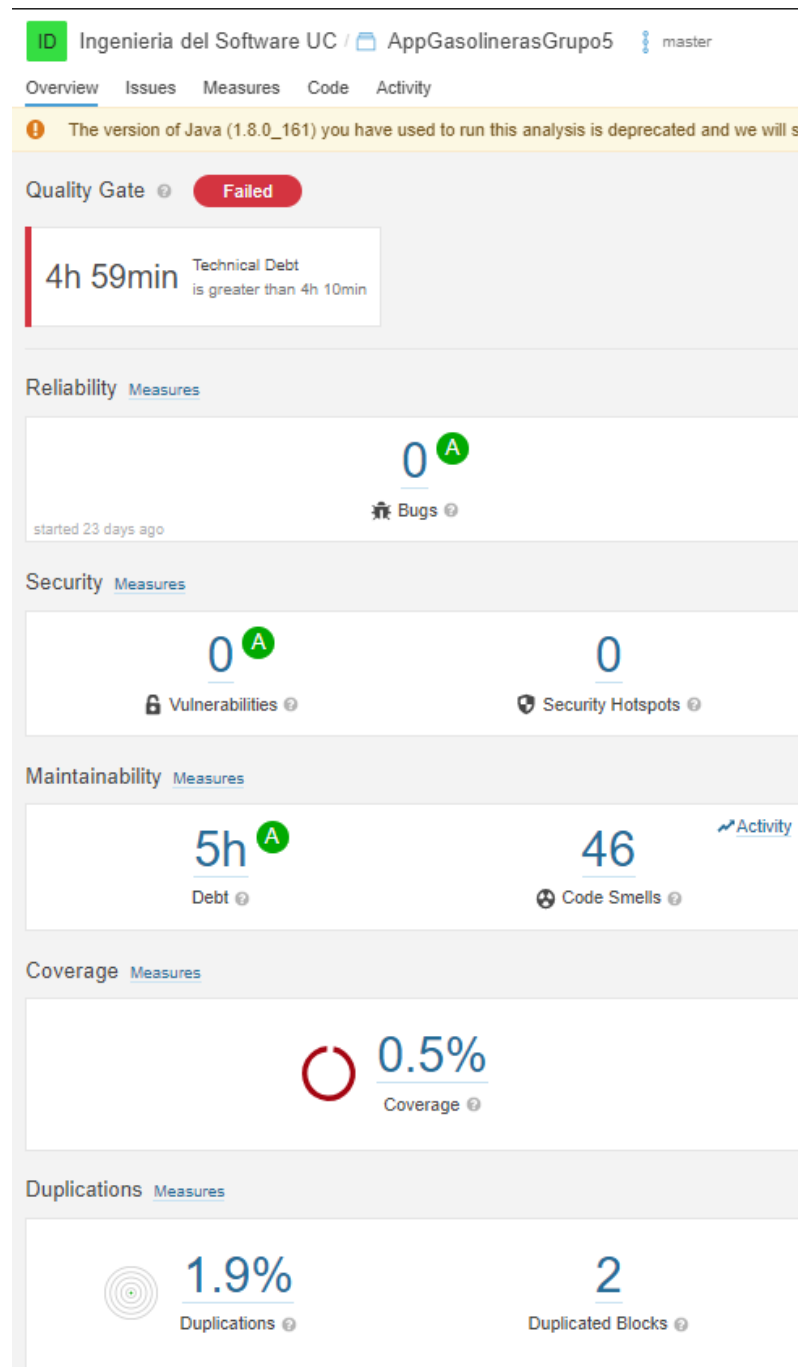 ID Ingenieria del Software UC / AppGasolinerasGrupo5 master
Overview Issues Measures Code Activity
The version of Java (1.8.0_161) you have used to run this analysis is deprecated and we will s
Quality Gate ? Failed
4h 59min Technical Debt
is greater than 4h 10min
Reliability Measures
0 A
Bugs ?
started 23 days ago
Security Measures
0 A 0
Vulnerabilities ? Security Hotspots ?
Maintainability Measures
5h A 46 Activity
Debt ? Code Smells ?
Coverage Measures
0.5%
Coverage ?
Duplications Measures
1.9% 2
Duplications ? Duplicated Blocks ?